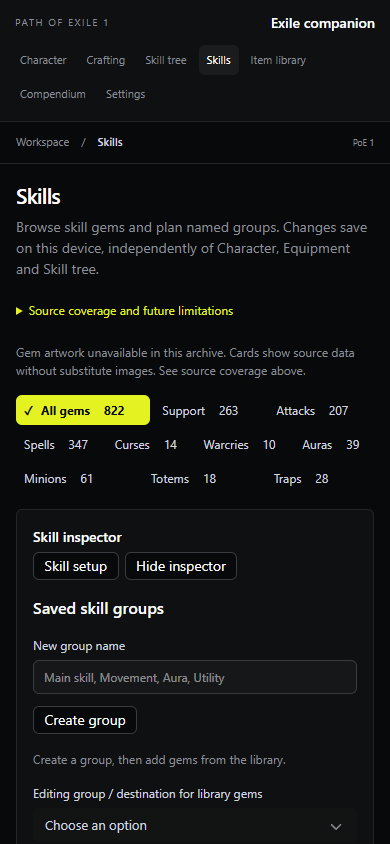 PATH OF EXILE 1
Exile companion
Character Crafting Skill tree Skills Item library
Compendium Settings
Workspace / Skills
PoE 1
Skills
Browse skill gems and plan named groups. Changes save
on this device, independently of Character, Equipment
and Skill tree.
▶ Source coverage and future limitations
Gem artwork unavailable in this archive. Cards show source data
without substitute images. See source coverage above.
✓ All gems 822 Support 263 Attacks 207
Spells 347 Curses 14 Warcries 10 Auras 39
Minions 61 Totems 18 Traps 28
Skill inspector
Skill setup Hide inspector
Saved skill groups
New group name
Main skill, Movement, Aura, Utility
Create group
Create a group, then add gems from the library.
Editing group / destination for library gems
Choose an option